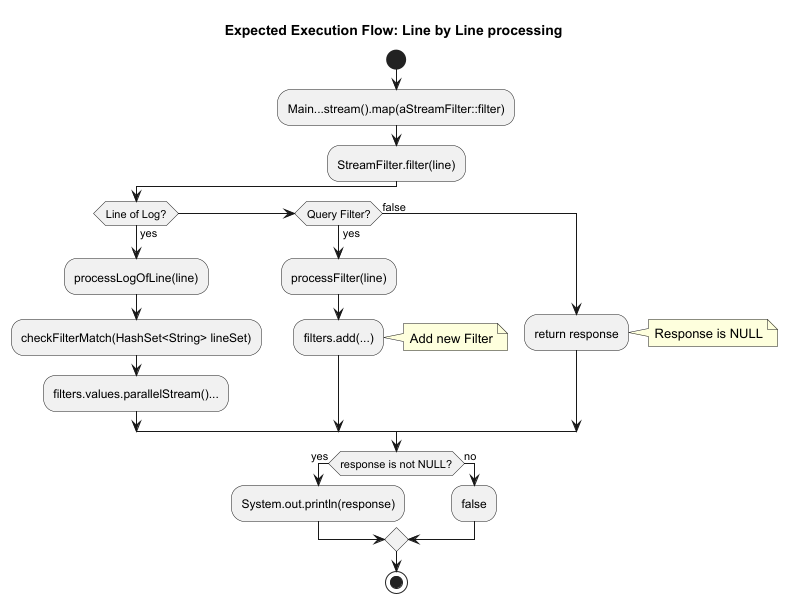 Expected Execution Flow: Line by Line processing
Main...stream().map(aStreamFilter::filter)
StreamFilter.filter(line)
Line of Log?
yes
processLogOfLine(line)
checkFilterMatch(HashSet<String> lineSet)
filters.values.parallelStream()...
Query Filter?
yes
processFilter(line)
filters.add(...)
Add new Filter
false
return response
Response is NULL
response is not NULL?
yes
System.out.println(response)
no
false